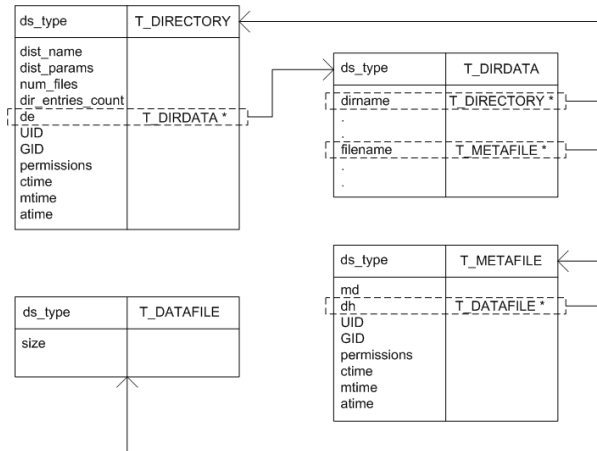 ds_type T_DIRECTORY
dist_name
dist_params
num_files
dir_entries_count
de T_DIRDATA *
UID
GID
permissions
ctime
mtime
atime
ds_type T_DIRDATA
dirname T_DIRECTORY *
.
.
filename T_METAFILE *
.
.
ds_type T_DATAFILE
size
ds_type T_METAFILE
md
dh T_DATAFILE *
UID
GID
permissions
ctime
mtime
atime